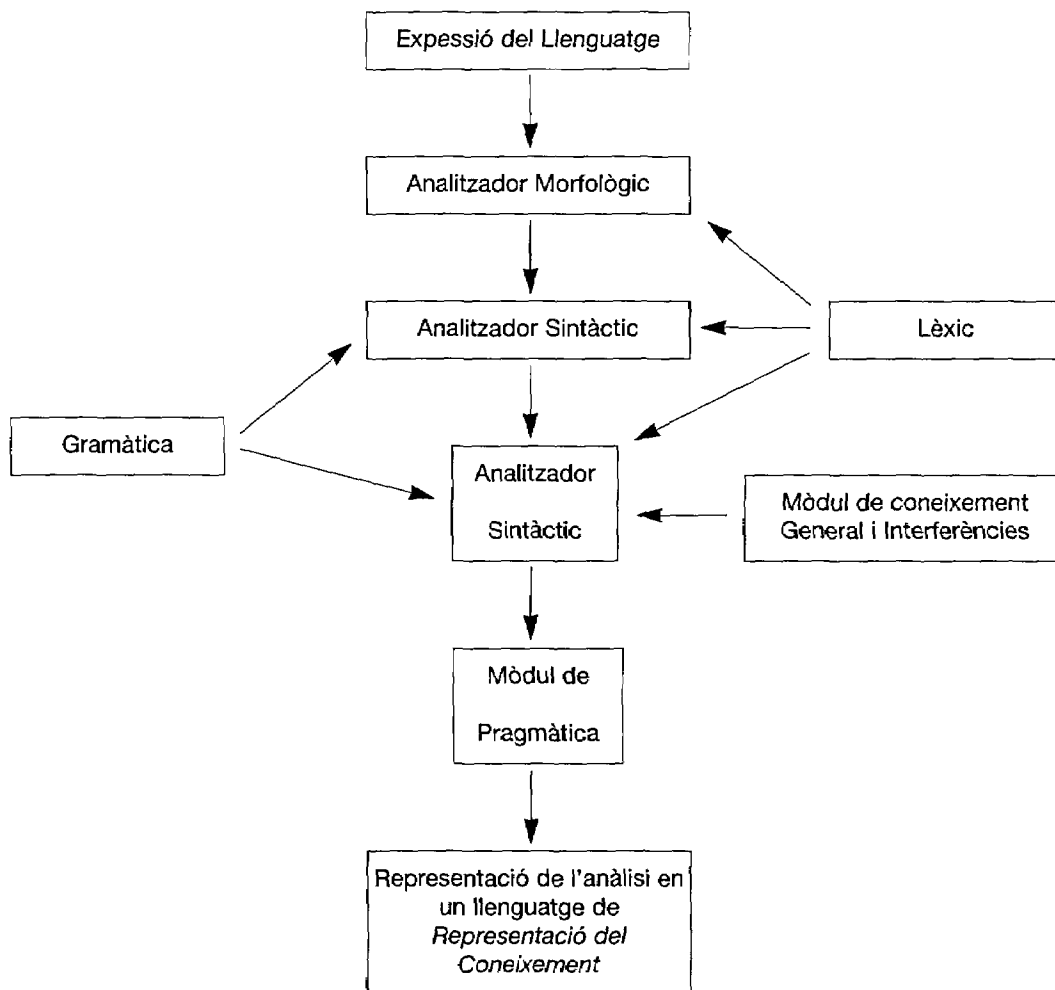 Expessió del Llenguatge
Analitzador Morfològic
Analitzador Sintàctic
Lèxic
Gramàtica
Analitzador
Sintàctic
Mòdul de coneixement
General i Interferències
Mòdul de
Pragmàtica
Representació de l'anàlisi en
un llenguatge de
Representació del
Coneixement